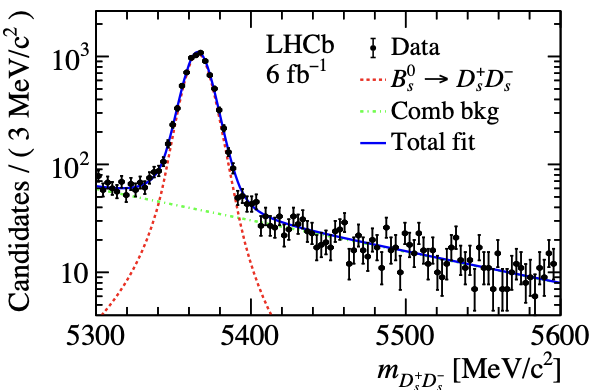 Candidates / ( 3 MeV/c²)
10³
10²
10
LHCb
6 fb⁻¹
Data
B⁰ₛ → D⁺ₛD⁻ₛ
Comb bkg
Total fit
5300 5400 5500 5600
m_{D⁺ₛD⁻ₛ} [MeV/c²]